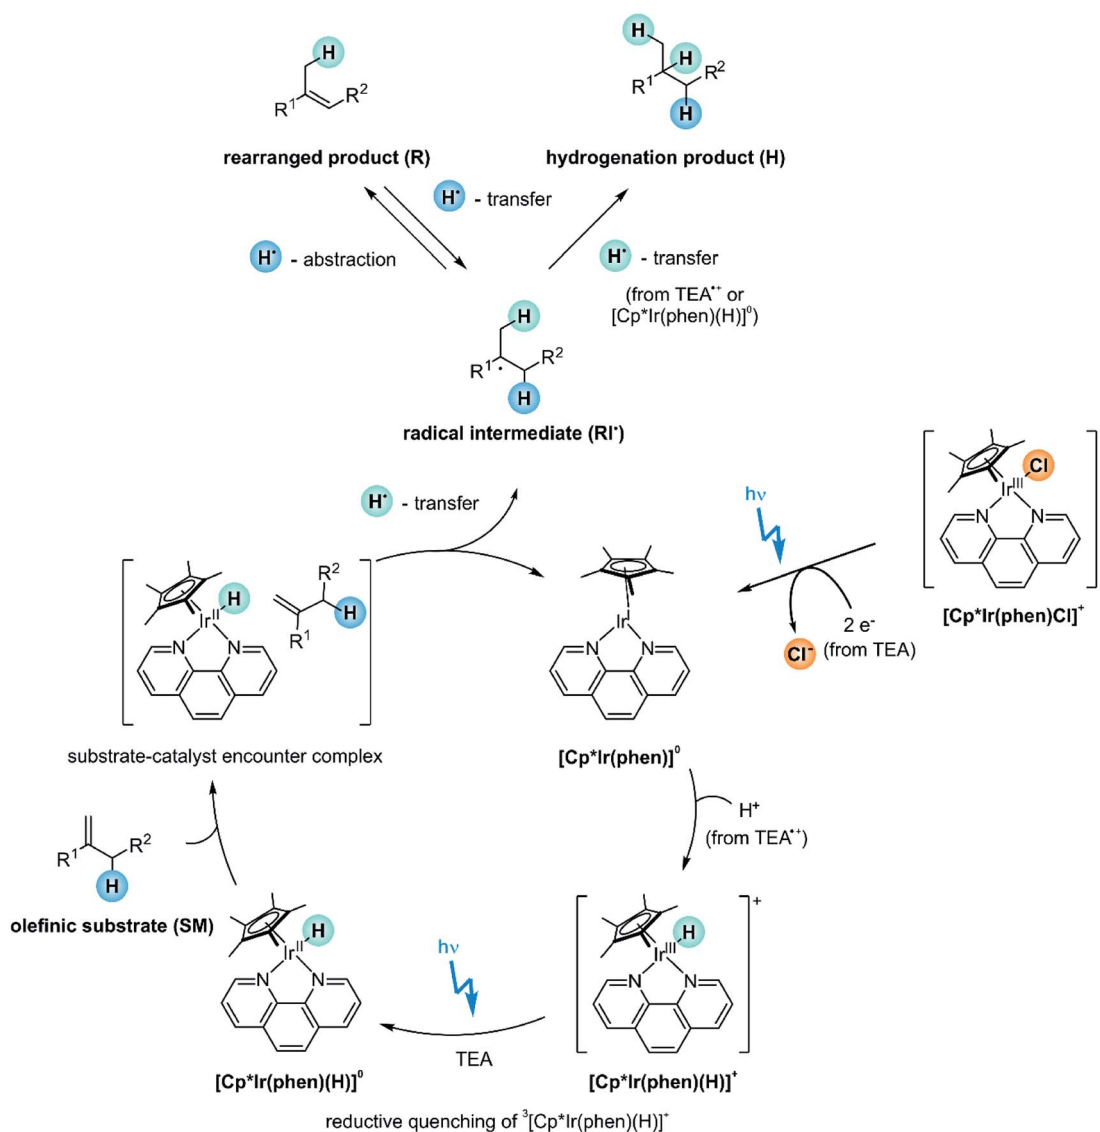 H
R¹
R²
rearranged product (R)
H
H
R¹
R²
H
hydrogenation product (H)
H• - transfer
H• - abstraction
H• - transfer
(from TEA•⁺ or
[Cp*Ir(phen)(H)]⁰)
H
R¹
•
R²
H
radical intermediate (RI•)
H• - transfer
hν
Irᴵᴵᴵ
Cl
N
N
[Cp*Ir(phen)Cl]⁺
2 e⁻
(from TEA)
Cl⁻
Irᴵᴵ
H
N
N
R²
H
R¹
substrate-catalyst encounter complex
Irᴵ
N
N
[Cp*Ir(phen)]⁰
H⁺
(from TEA•⁺)
R¹
R²
H
olefinic substrate (SM)
Irᴵᴵ
H
N
N
[Cp*Ir(phen)(H)]⁰
hν
TEA
Irᴵᴵᴵ
H
N
N
+
[Cp*Ir(phen)(H)]⁺
reductive quenching of ³[Cp*Ir(phen)(H)]⁺